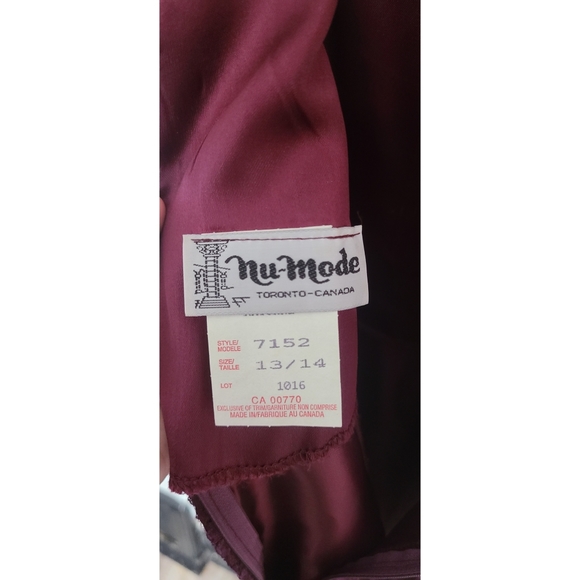 nu-mode
TORONTO-CANADA
STYLE/
MODELE 7152
SIZE/
TAILLE 13/14
LOT 1016
CA 00770
EXCLUSIVE OF TRIM/GARNITURE NON COMPRISE
MADE IN/FABRIQUE AU CANADA